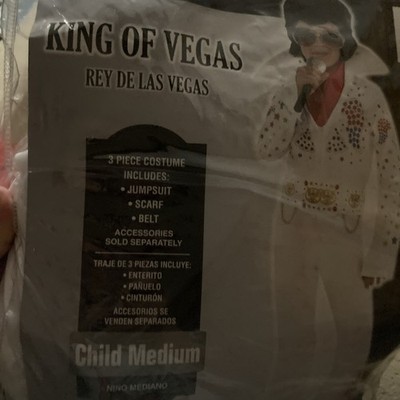 KING OF VEGAS
REY DE LAS VEGAS
3 PIECE COSTUME
INCLUDES:
• JUMPSUIT
• SCARF
• BELT
ACCESSORIES
SOLD SEPARATELY
TRAJE DE 3 PIEZAS INCLUYE:
• ENTERITO
• PAÑUELO
• CINTURÓN
ACCESORIOS SE
VENDEN SEPARADOS
Child Medium
NIÑO MEDIANO